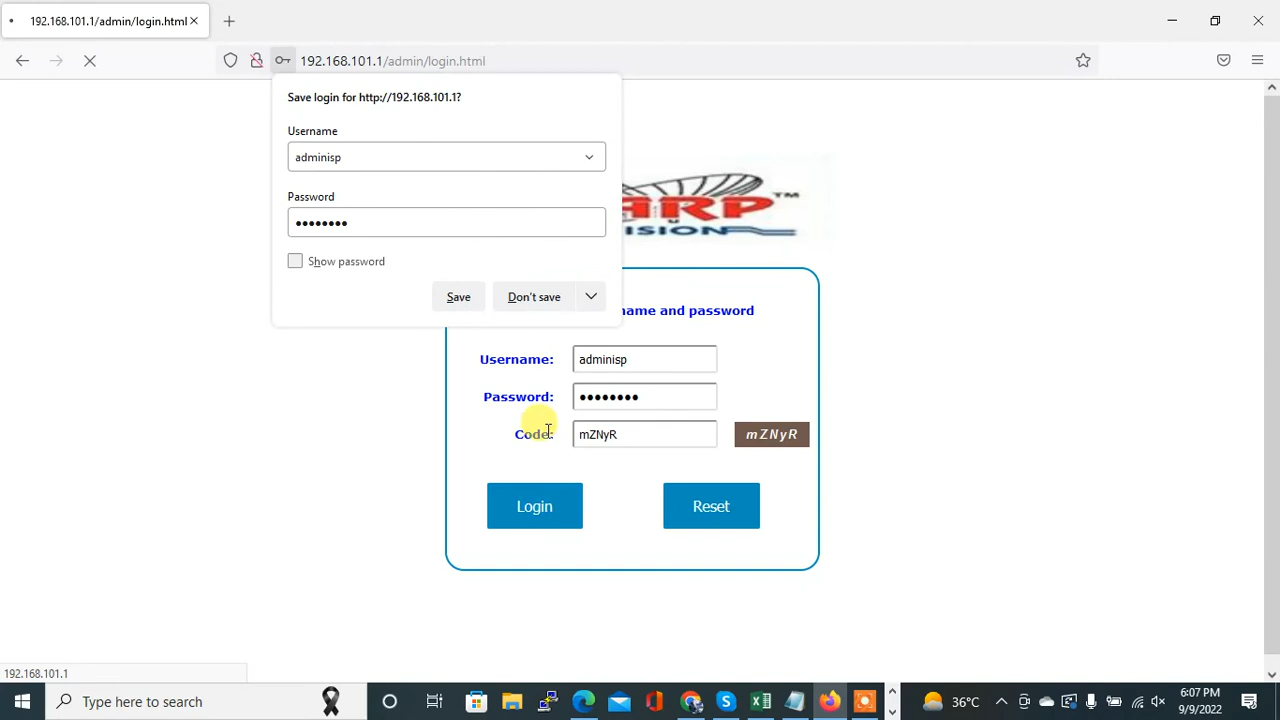 192.168.101.1/admin/login.html
192.168.101.1/admin/login.html
Save login for http://192.168.101.1?
Username
adminisp
Password
••••••••
Show password
Save
Don't save
ARP TM
ISION
name and password
Username:
adminisp
Password:
••••••••
Code:
mZNyR
mZNyR
Login
Reset
192.168.101.1
Type here to search
36°C
6:07 PM
9/9/2022